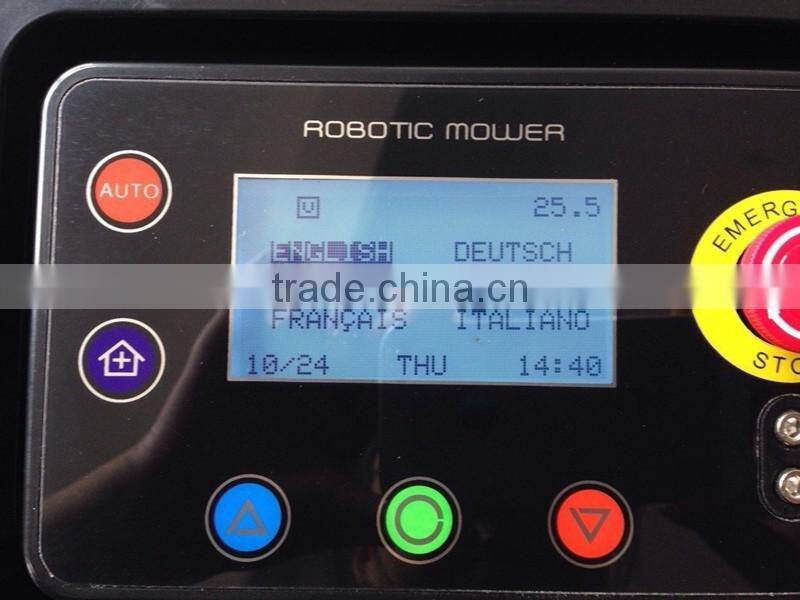 ROBOTIC MOWER
AUTO
V 25.5
ENGLISH DEUTSCH
trade.china.cn
FRANÇAIS ITALIANO
10/24 THU 14:40
EMERG
STO